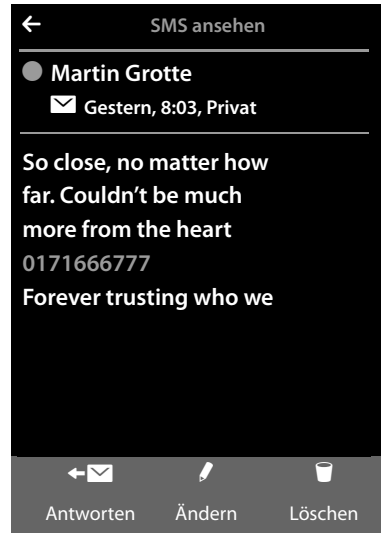 SMS ansehen
Martin Grotte
Gestern, 8:03, Privat
So close, no matter how
far. Couldn't be much
more from the heart
0171666777
Forever trusting who we
Antworten Ändern Löschen